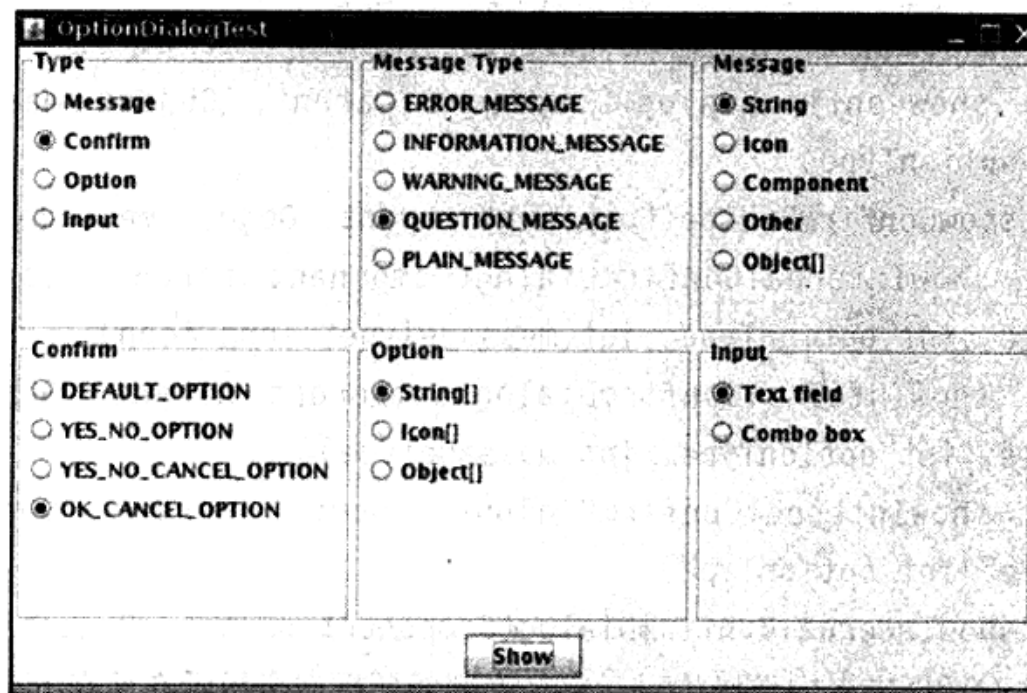 OptionDialogTest
Type
Message
Confirm
Option
Input
Message Type
ERROR_MESSAGE
INFORMATION_MESSAGE
WARNING_MESSAGE
QUESTION_MESSAGE
PLAIN_MESSAGE
Message
String
Icon
Component
Other
Object[]
Confirm
DEFAULT_OPTION
YES_NO_OPTION
YES_NO_CANCEL_OPTION
OK_CANCEL_OPTION
Option
String[]
Icon[]
Object[]
Input
Text field
Combo box
Show